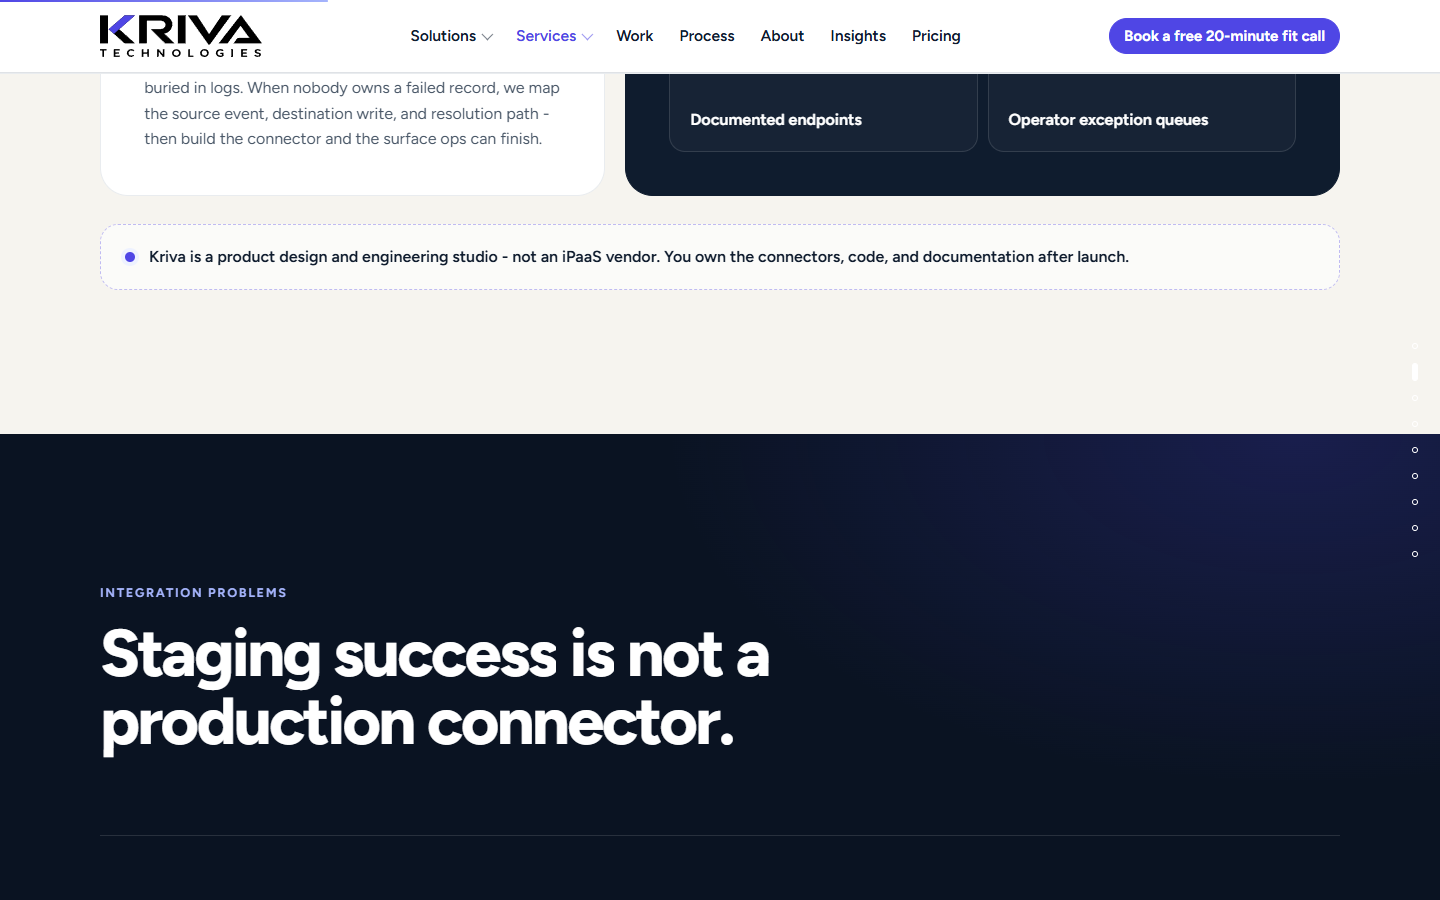 KRIVA
TECHNOLOGIES
Solutions
Services
Work
Process
About
Insights
Pricing
Book a free 20-minute fit call
buried in logs. When nobody owns a failed record, we map
the source event, destination write, and resolution path -
then build the connector and the surface ops can finish.
Documented endpoints
Operator exception queues
Kriva is a product design and engineering studio - not an iPaaS vendor. You own the connectors, code, and documentation after launch.
INTEGRATION PROBLEMS
Staging success is not a
production connector.